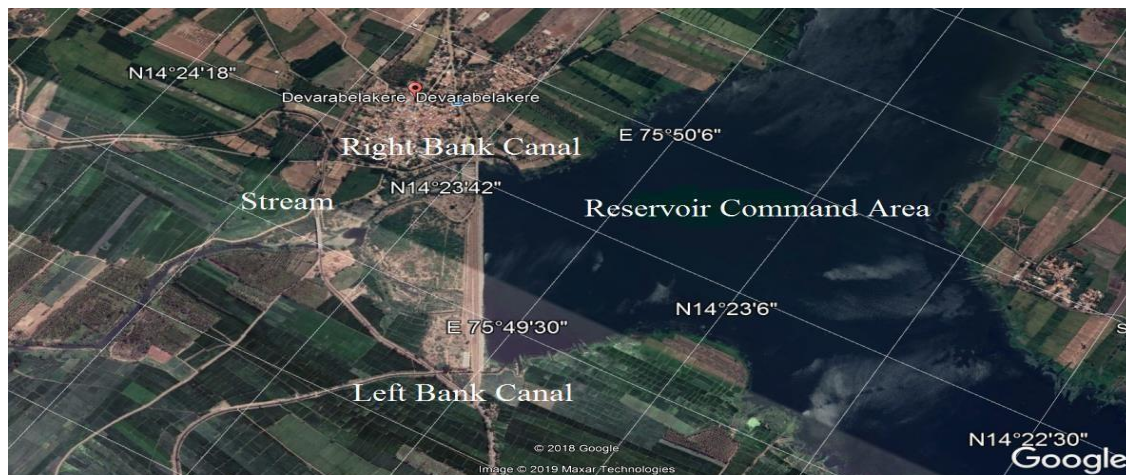 N14°24'18"
Devarabelakere Devarabelakere
E 75°50'6"
Right Bank Canal
N14°23'42"
Stream
Reservoir Command Area
N14°23'6"
E 75°49'30"
Left Bank Canal
N14°22'30"
© 2018 Google
Image © 2019 Maxar Technologies
Google
S